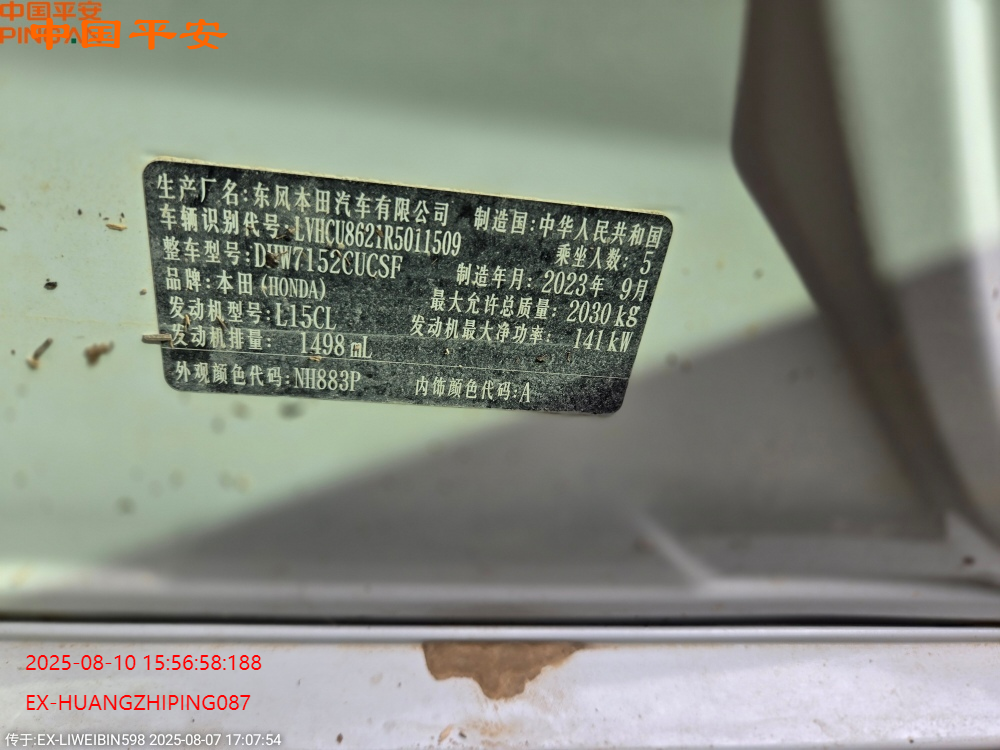 中国平安
PINGAN
中国平安
生产厂名:东风本田汽车有限公司 制造国:中华人民共和国
车辆识别代号:LVHCU8621R5011509 乘坐人数: 5
整车型号:DHW7152CUCSF 制造年月: 2023年 9月
品牌:本田(HONDA) 最大允许总质量: 2030 kg
发动机型号:L15CL 发动机最大净功率: 141 kW
发动机排量: 1498 mL
外观颜色代码:NH883P 内饰颜色代码:A
2025-08-10 15:56:58:188
EX-HUANGZHIPING087
传于:EX-LIWEIBIN598 2025-08-07 17:07:54